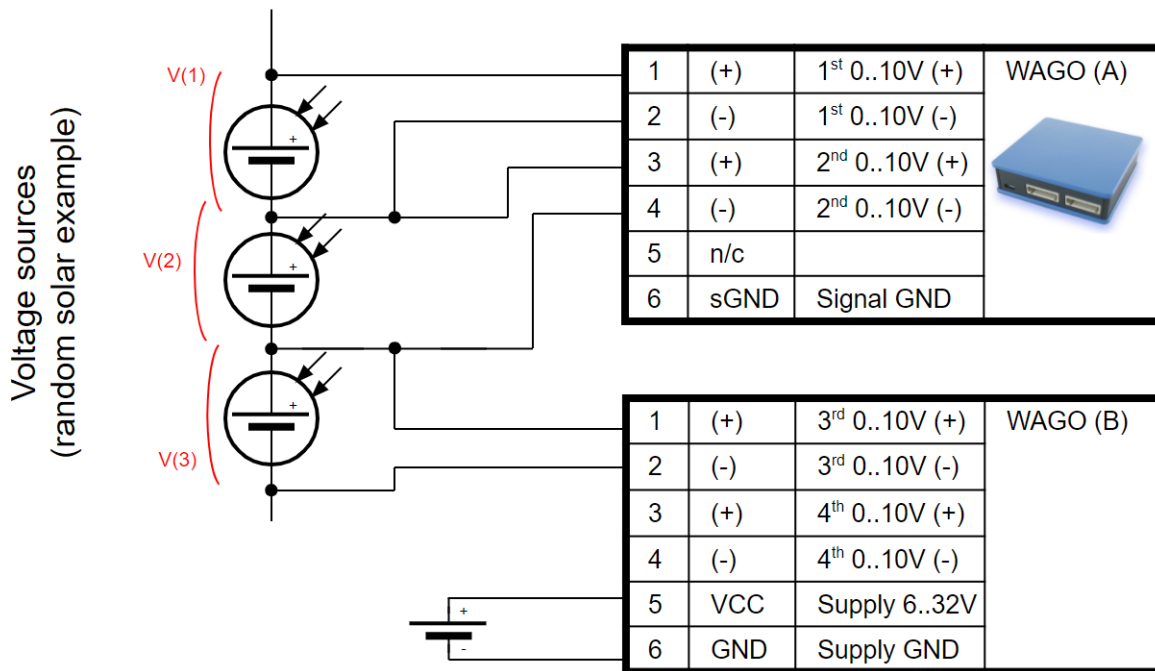 Voltage sources
(random solar example)
V(1)
V(2)
V(3)
+
+
+
1 (+) 1st 0..10V (+) WAGO (A)
2 (-) 1st 0..10V (-)
3 (+) 2nd 0..10V (+)
4 (-) 2nd 0..10V (-)
5 n/c
6 sGND Signal GND
1 (+) 3rd 0..10V (+) WAGO (B)
2 (-) 3rd 0..10V (-)
3 (+) 4th 0..10V (+)
4 (-) 4th 0..10V (-)
5 VCC Supply 6..32V
6 GND Supply GND
+
-